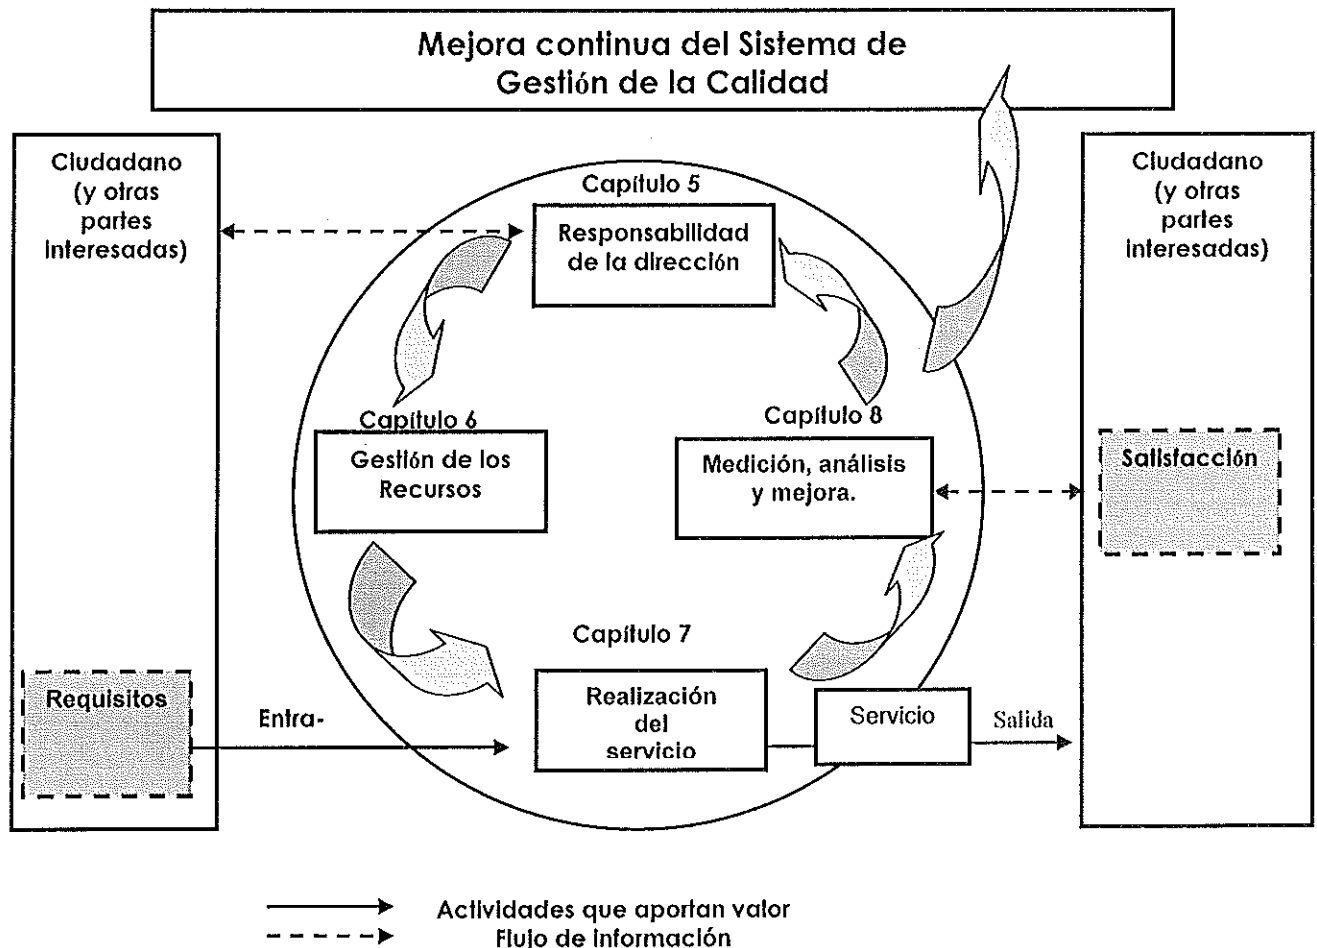 Mejora continua del Sistema de
Gestión de la Calidad
Ciudadano
(y otras
partes
interesadas)
Capítulo 5
Responsabilidad
de la dirección
Ciudadano
(y otras
partes
interesadas)
Capítulo 6
Gestión de los
Recursos
Capítulo 8
Medición, análisis
y mejora.
Satisfacción
Capítulo 7
Requisitos
Entra-
Realización
del
servicio
Servicio
Salida
Actividades que aportan valor
Flujo de información